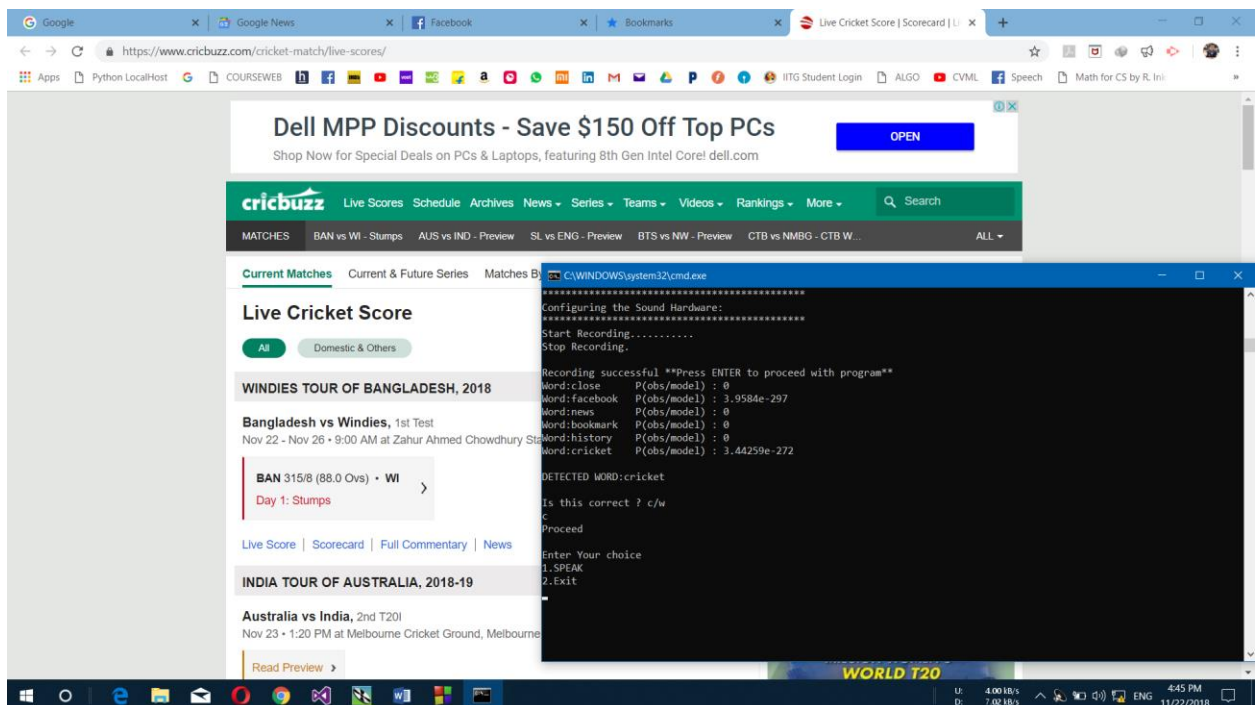 Google
Google News
Facebook
Bookmarks
Live Cricket Score | Scorecard | Li
https://www.cricbuzz.com/cricket-match/live-scores/
Apps Python LocalHost COURSEWEB IITG Student Login ALGO CVML Speech Math for CS by R. Ini
Dell MPP Discounts - Save $150 Off Top PCs
Shop Now for Special Deals on PCs & Laptops, featuring 8th Gen Intel Core! dell.com
OPEN
cricbuzz Live Scores Schedule Archives News Series Teams Videos Rankings More Search
MATCHES BAN vs WI - Stumps AUS vs IND - Preview SL vs ENG - Preview BTS vs NW - Preview CTB vs NMBG - CTB W... ALL
Current Matches Current & Future Series Matches By
Live Cricket Score
All Domestic & Others
WINDIES TOUR OF BANGLADESH, 2018
Bangladesh vs Windies, 1st Test
Nov 22 - Nov 26 • 9:00 AM at Zahur Ahmed Chowdhury Sta
BAN 315/8 (88.0 Ovs) • WI
Day 1: Stumps
Live Score | Scorecard | Full Commentary | News
INDIA TOUR OF AUSTRALIA, 2018-19
Australia vs India, 2nd T20I
Nov 23 • 1:20 PM at Melbourne Cricket Ground, Melbourne
Read Preview
C:\WINDOWS\system32\cmd.exe
**********************************************
Configuring the Sound Hardware:
**********************************************
Start Recording...........
Stop Recording.
Recording successful **Press ENTER to proceed with program**
Word:close P(obs/model) : 0
Word:facebook P(obs/model) : 3.9584e-297
Word:news P(obs/model) : 0
Word:bookmark P(obs/model) : 0
Word:history P(obs/model) : 0
Word:cricket P(obs/model) : 3.44259e-272
DETECTED WORD:cricket
Is this correct ? c/w
c
Proceed
Enter Your choice
1.SPEAK
2.Exit
WORLD T20
U: 4.00 kB/s
D: 7.02 kB/s
ENG
4:45 PM
11/22/2018